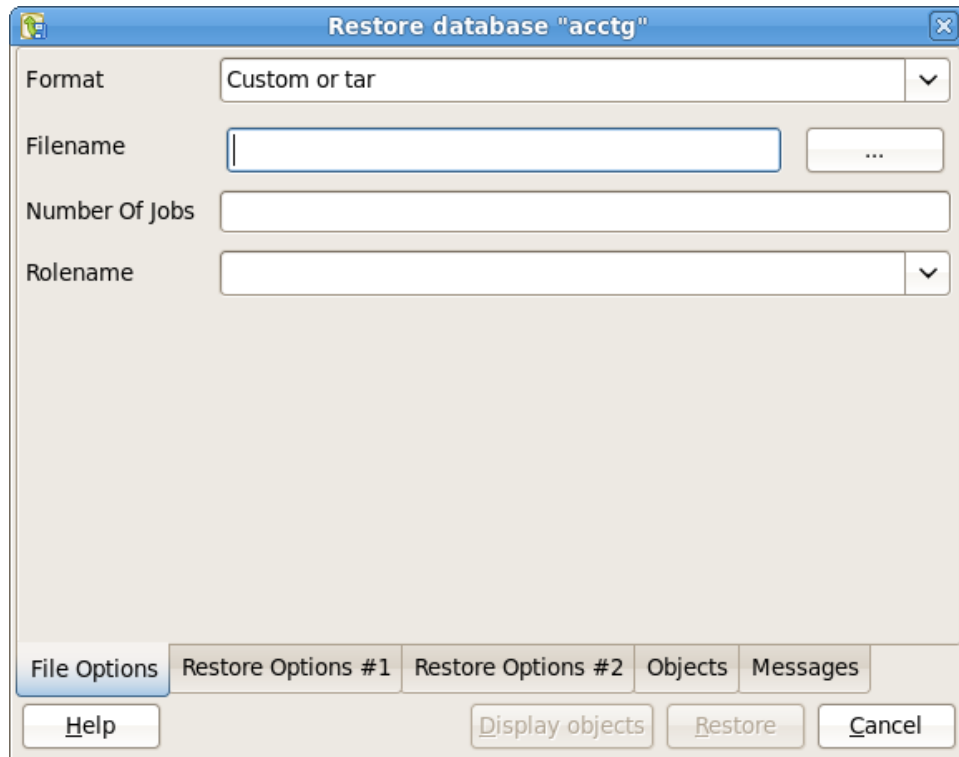 Restore database "acctg"
Format Custom or tar
Filename ...
Number Of Jobs
Rolename
File Options Restore Options #1 Restore Options #2 Objects Messages
Help Display objects Restore Cancel